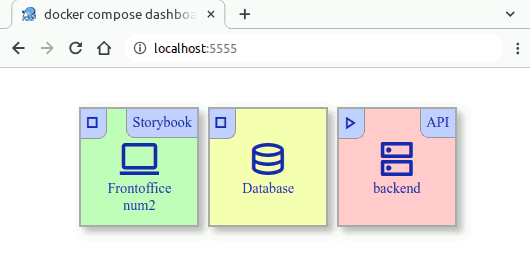 docker compose dashboa
localhost:5555
Storybook
API
Frontoffice
num2
Database
backend